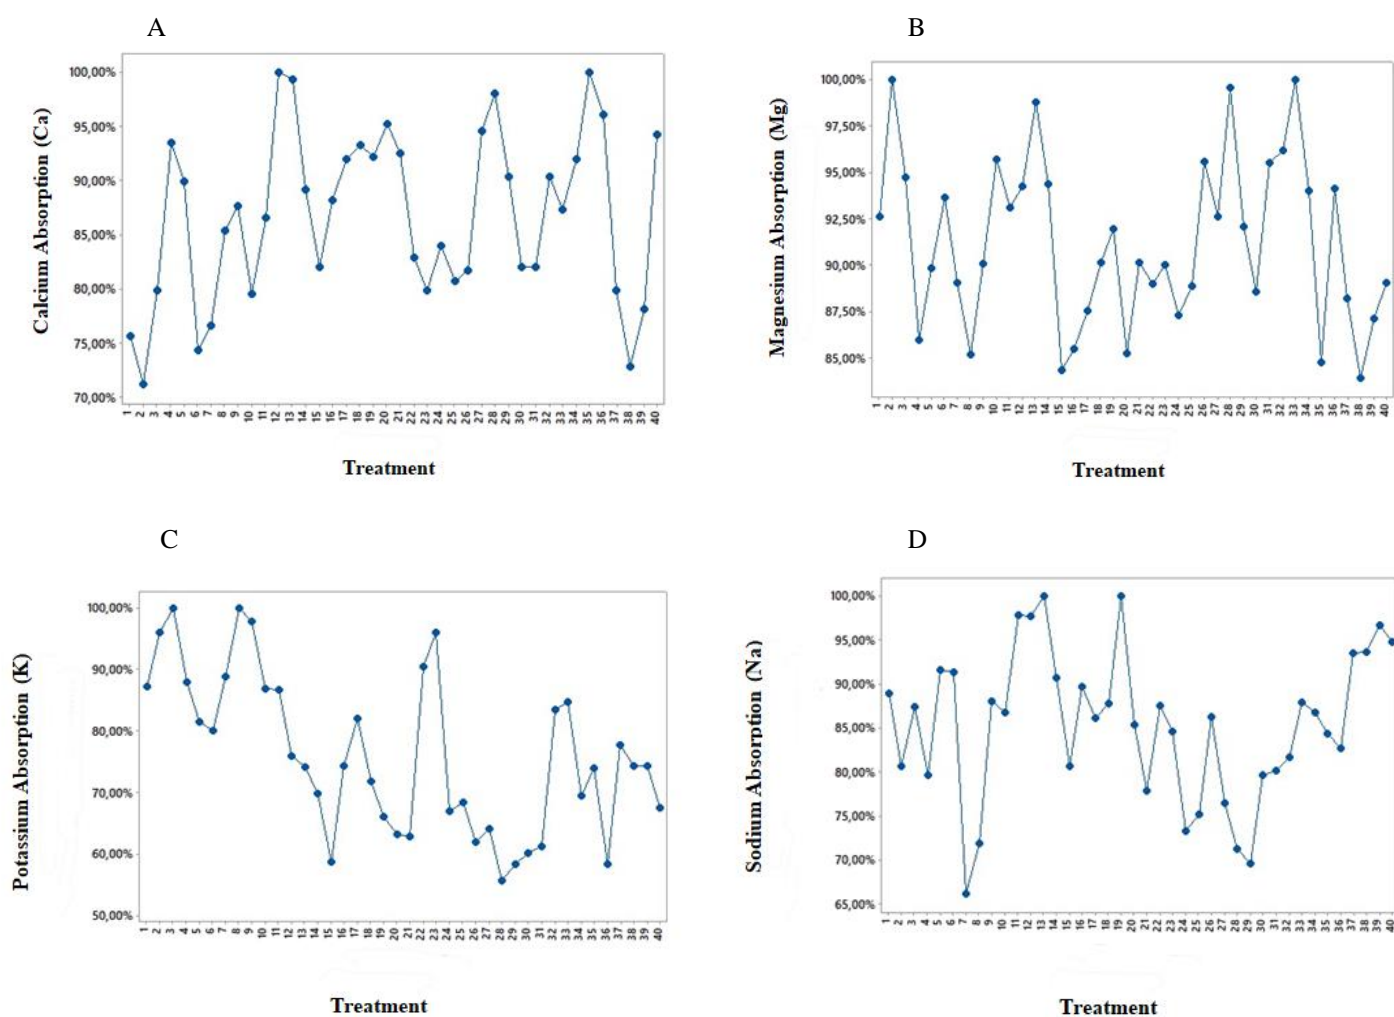 A
Calcium Absorption (Ca)
100,00%
95,00%
90,00%
85,00%
80,00%
75,00%
70,00%
1 2 3 4 5 6 7 8 9 10 11 12 13 14 15 16 17 18 19 20 21 22 23 24 25 26 27 28 29 30 31 32 33 34 35 36 37 38 39 40
Treatment
B
Magnesium Absorption (Mg)
100,00%
97,50%
95,00%
92,50%
90,00%
87,50%
85,00%
1 2 3 4 5 6 7 8 9 10 11 12 13 14 15 16 17 18 19 20 21 22 23 24 25 26 27 28 29 30 31 32 33 34 35 36 37 38 39 40
Treatment
C
Potassium Absorption (K)
100,00%
90,00%
80,00%
70,00%
60,00%
50,00%
1 2 3 4 5 6 7 8 9 10 11 12 13 14 15 16 17 18 19 20 21 22 23 24 25 26 27 28 29 30 31 32 33 34 35 36 37 38 39 40
Treatment
D
Sodium Absorption (Na)
100,00%
95,00%
90,00%
85,00%
80,00%
75,00%
70,00%
65,00%
1 2 3 4 5 6 7 8 9 10 11 12 13 14 15 16 17 18 19 20 21 22 23 24 25 26 27 28 29 30 31 32 33 34 35 36 37 38 39 40
Treatment